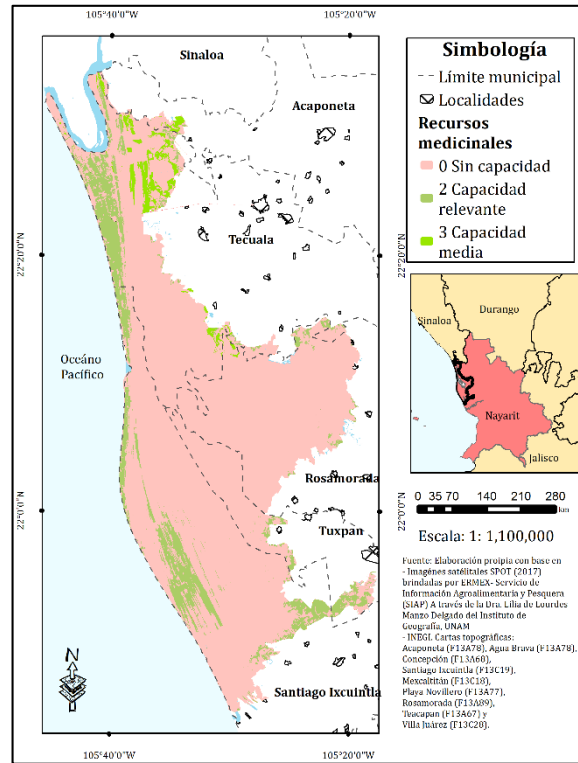 105°40'0"W
105°20'0"W
Sinaloa
Acaponeta
Tecuala
22°20'0"N
22°20'0"N
Océano
Pacífico
Rosamorada
22°0'0"N
22°0'0"N
Tuxpan
N
Santiago Ixcuintla
105°40'0"W
105°20'0"W
Simbología
Límite municipal
Localidades
Recursos
medicinales
0 Sin capacidad
2 Capacidad
relevante
3 Capacidad
media
Durango
Sinaloa
Nayarit
Jalisco
0 35 70 140 210 280
km
Escala: 1: 1,100,000
Fuente: Elaboración propia con base en
- Imagénes satélitales SPOT (2017)
brindadas por ERMEX- Servicio de
Información Agroalimentaria y Pesquera
(SIAP) A través de la Dra. Lilia de Lourdes
Manzo Delgado del Instituto de
Geografía, UNAM
- INEGI. Cartas topográficas:
Acaponeta (F13A78), Agua Brava (F13A78),
Concepción (F13A68),
Santiago Ixcuintla (F13C19),
Mexcaltitán (F13C18),
Playa Novillero (F13A77),
Rosamorada (F13A89),
Teacapan (F13A67) y
Villa Juárez (F13C28).